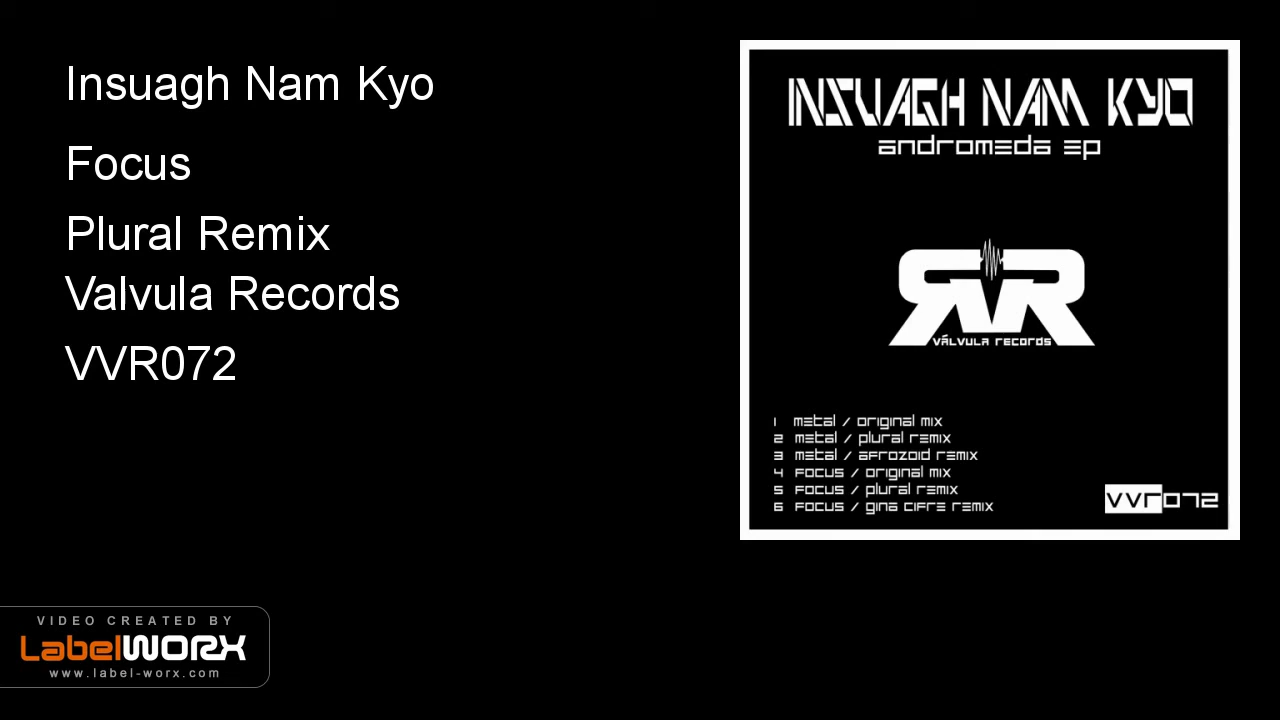 Insuagh Nam Kyo
Focus
Plural Remix
Valvula Records
VVR072
INSUAGH NAM KYO
andromeda ep
VÁLVULA RECORDS
1 metal / original mix
2 metal / plural remix
3 metal / afrozoid remix
4 focus / original mix
5 focus / plural remix
6 focus / gina cifre remix
VVR072
VIDEO CREATED BY
LabelWORX
www.label-worx.com